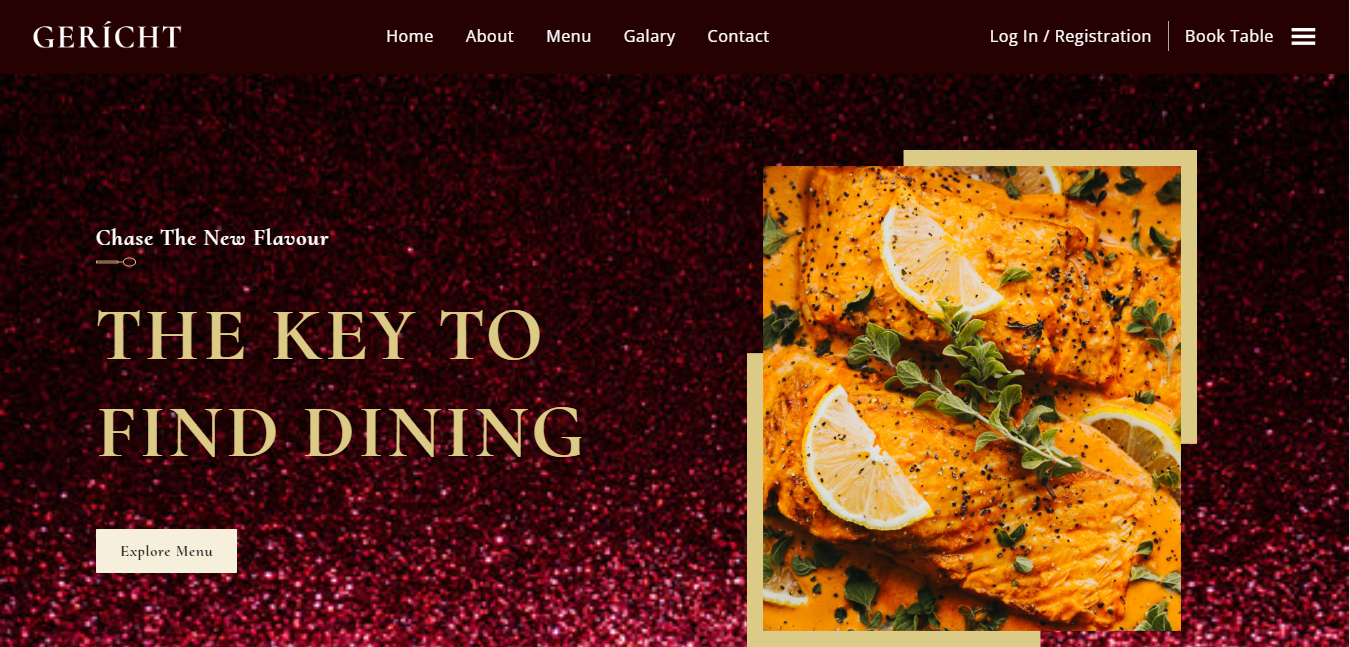 GERÍCHT
Home About Menu Galary Contact
Log In / Registration Book Table
Chase The New Flavour
THE KEY TO
FIND DINING
Explore Menu